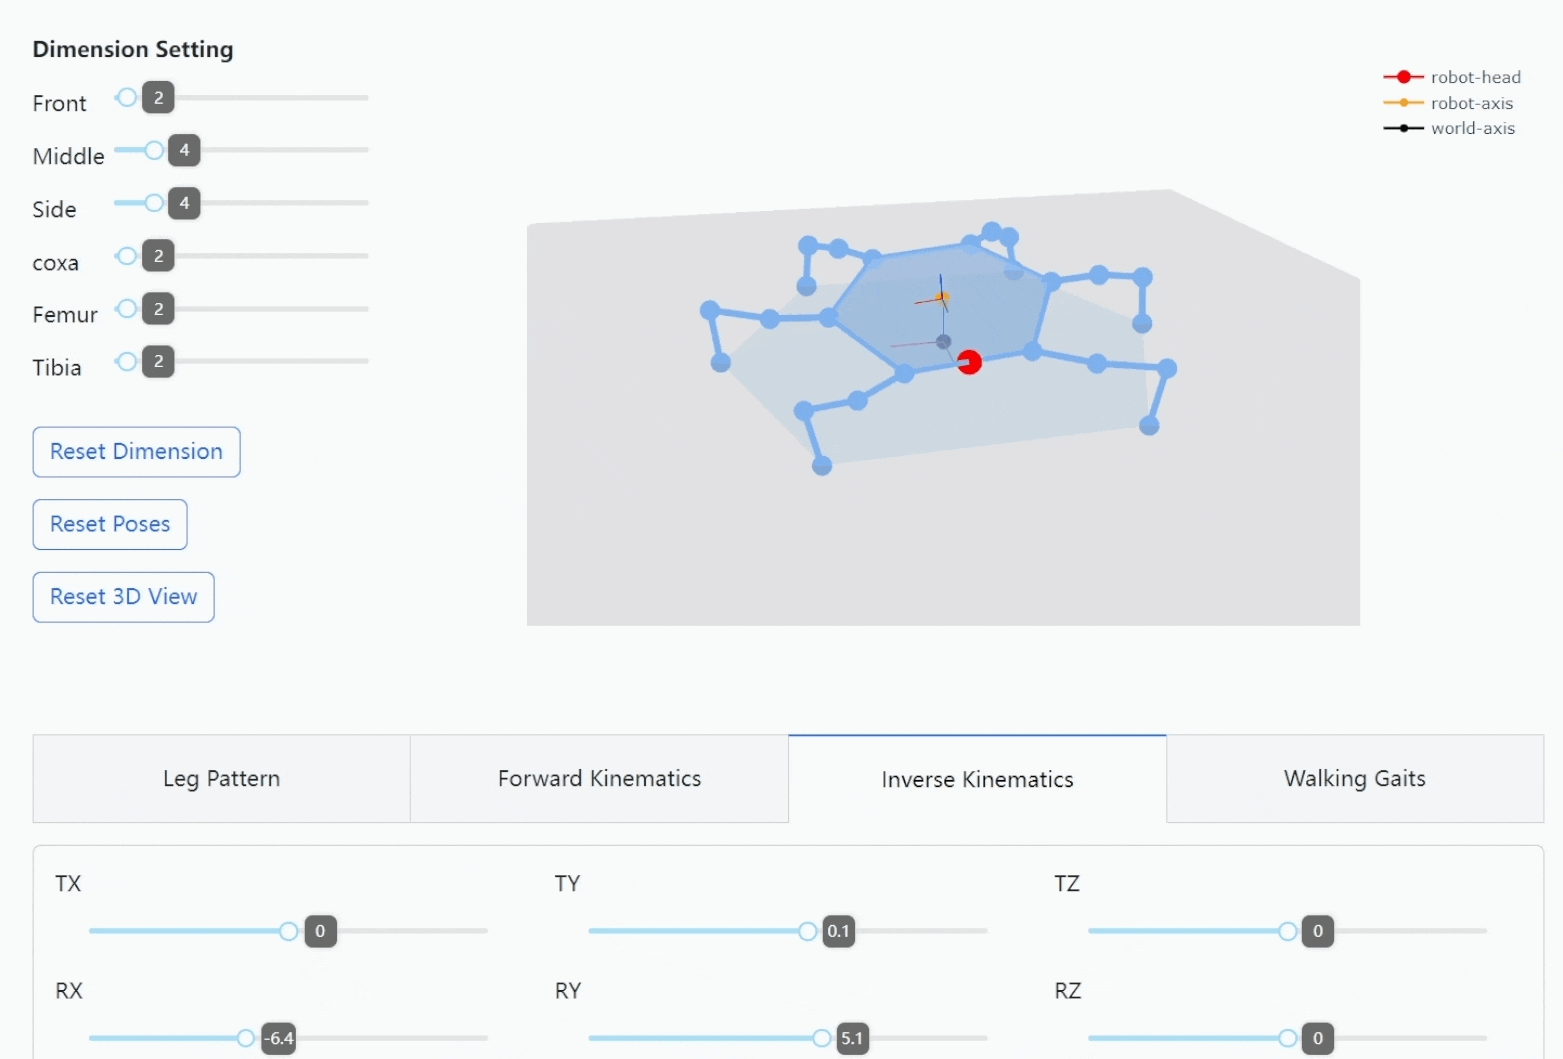 Dimension Setting
Front 2
Middle 4
Side 4
coxa 2
Femur 2
Tibia 2
Reset Dimension
Reset Poses
Reset 3D View
robot-head
robot-axis
world-axis
Leg Pattern
Forward Kinematics
Inverse Kinematics
Walking Gaits
TX
TY
TZ
0
0.1
0
RX
RY
RZ
-6.4
5.1
0